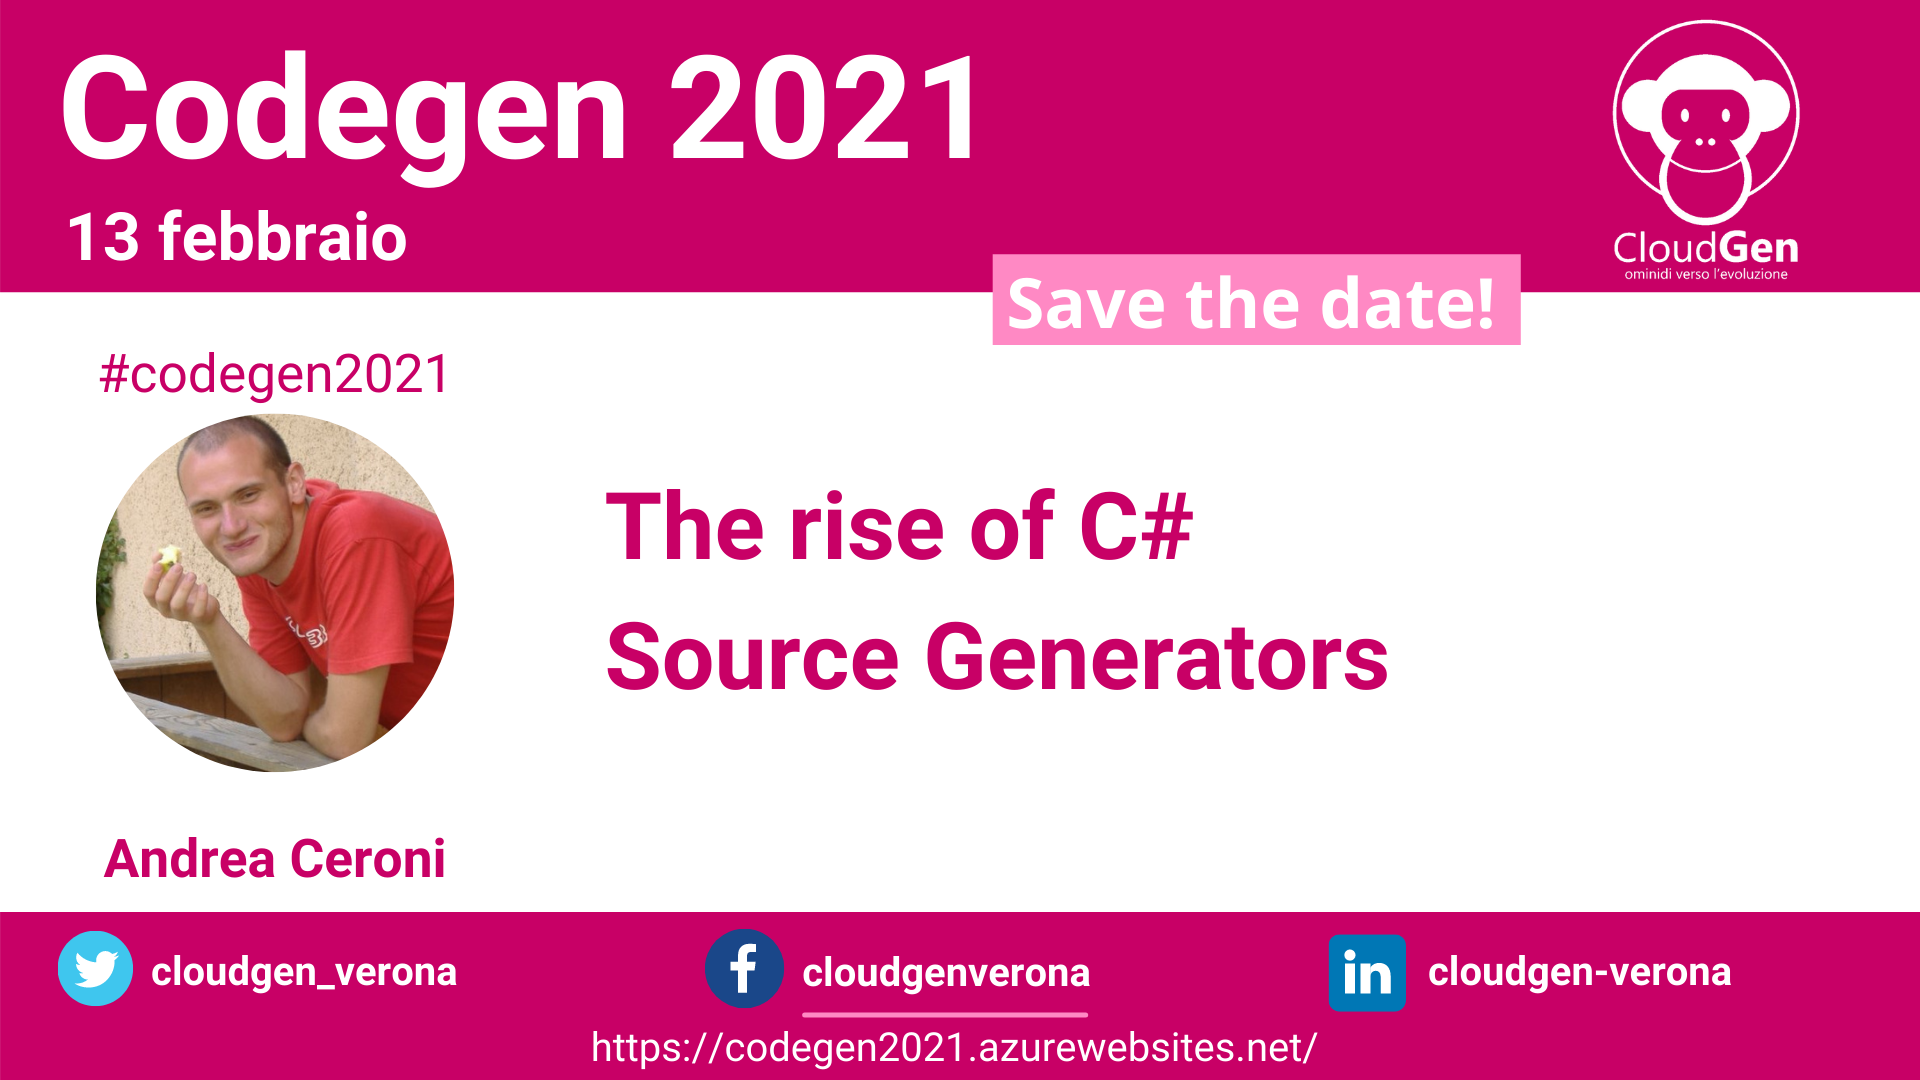 Codegen 2021
13 febbraio
CloudGen
ominidi verso l'evoluzione
Save the date!
#codegen2021
The rise of C#
Source Generators
Andrea Ceroni
cloudgen_verona
cloudgenverona
cloudgen-verona
https://codegen2021.azurewebsites.net/